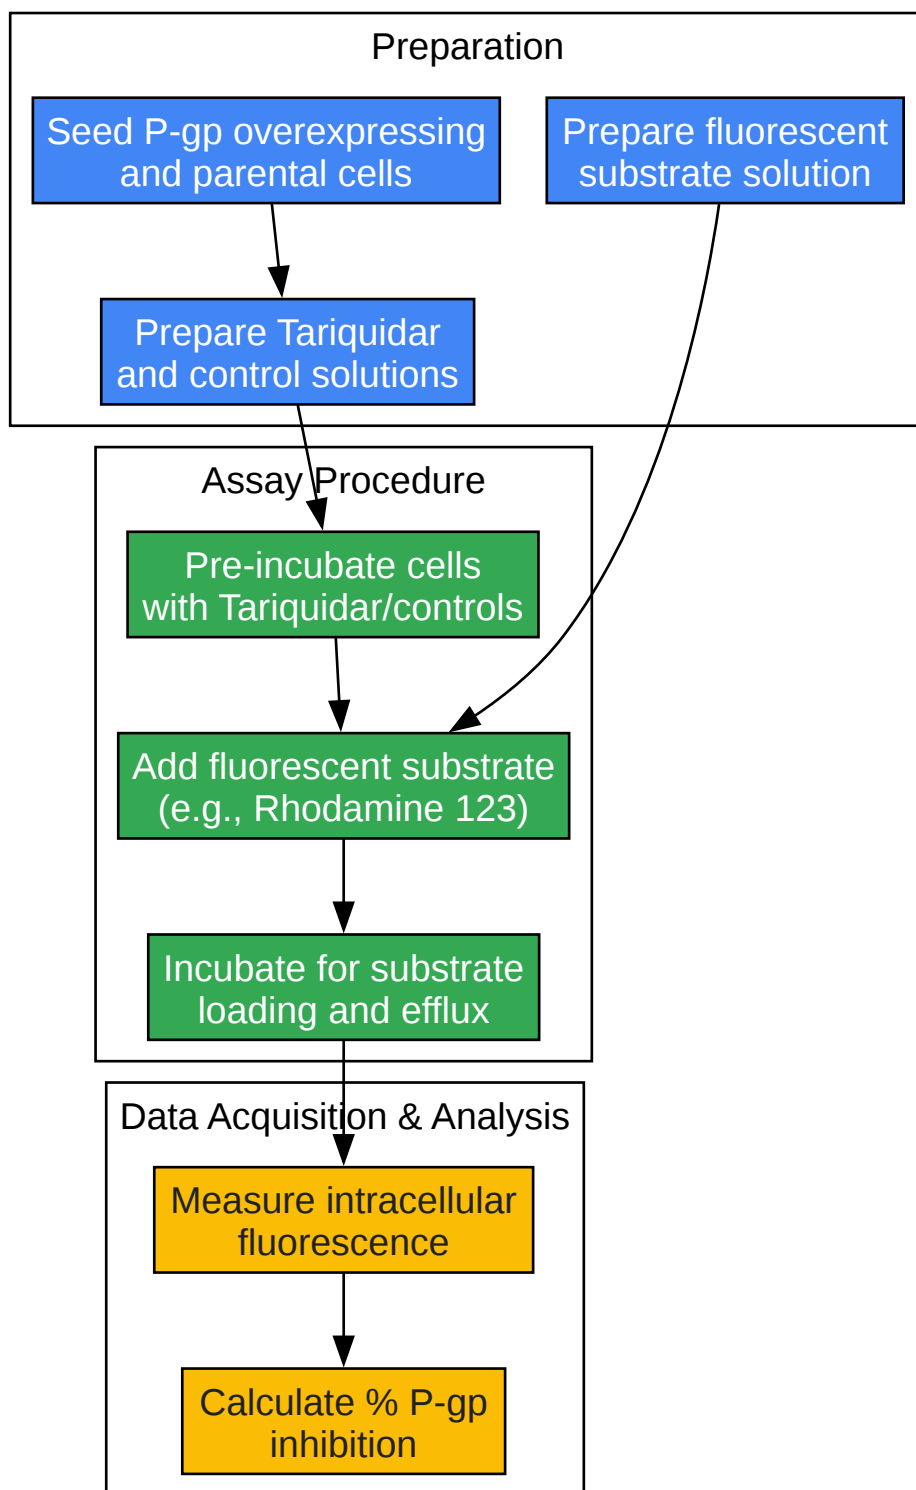 Preparation
Seed P-gp overexpressing
and parental cells
Prepare fluorescent
substrate solution
Prepare Tariquidar
and control solutions
Assay Procedure
Pre-incubate cells
with Tariquidar/controls
Add fluorescent substrate
(e.g., Rhodamine 123)
Incubate for substrate
loading and efflux
Data Acquisition & Analysis
Measure intracellular
fluorescence
Calculate % P-gp
inhibition